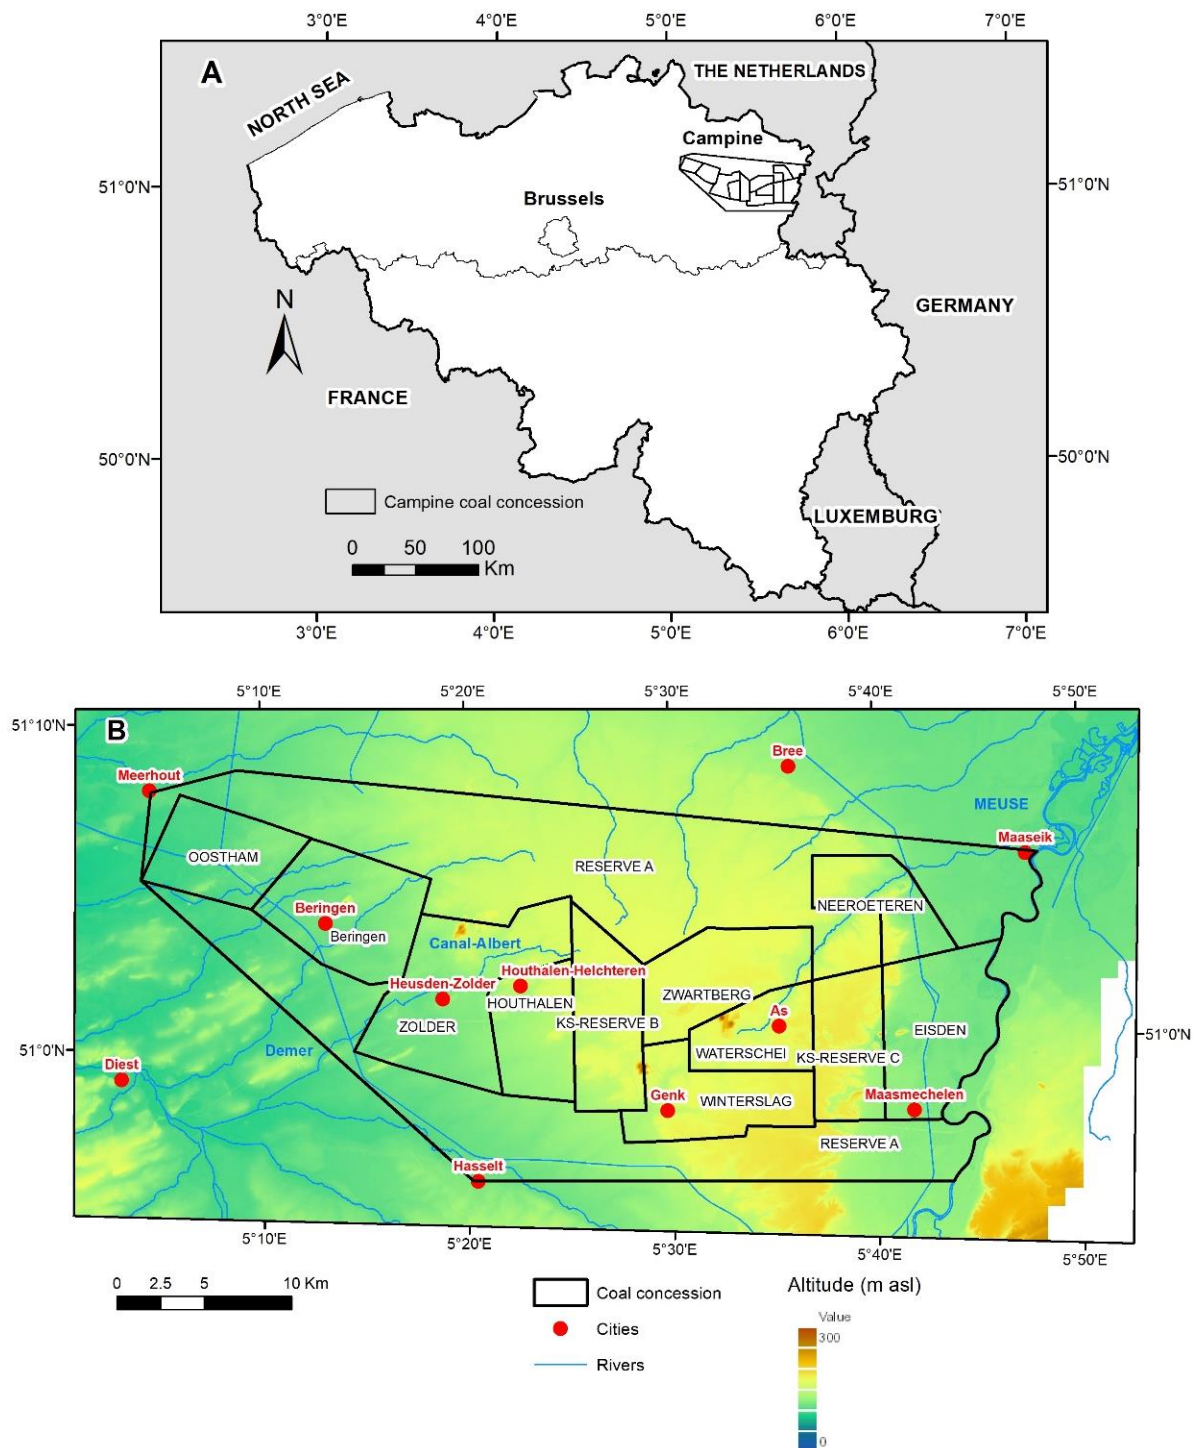 3°0'E 4°0'E 5°0'E 6°0'E 7°0'E
A
NORTH SEA
THE NETHERLANDS
Campine
51°0'N
51°0'N
Brussels
N
GERMANY
FRANCE
50°0'N
50°0'N
Campine coal concession
LUXEMBURG
0 50 100
Km
3°0'E 4°0'E 5°0'E 6°0'E 7°0'E
5°10'E 5°20'E 5°30'E 5°40'E 5°50'E
51°10'N
B
Bree
Meerhout
MEUSE
Maaseik
OOSTHAM
RESERVE A
Beringen
NEEROETEREN
Beringen
Canal-Albert
Houthalen-Helchteren
Heusden-Zolder
ZWARTBERG
HOUTHALEN
As
ZOLDER
KS-RESERVE B
EISDEN
51°0'N
51°0'N
Demer
WATERSCHEI
KS-RESERVE C
Diest
Genk
WINTERSLAG
Maasmechelen
RESERVE A
Hasselt
5°10'E 5°20'E 5°30'E 5°40'E 5°50'E
0 2.5 5 10 Km
Coal concession
Cities
Rivers
Altitude (m asl)
Value
300
0